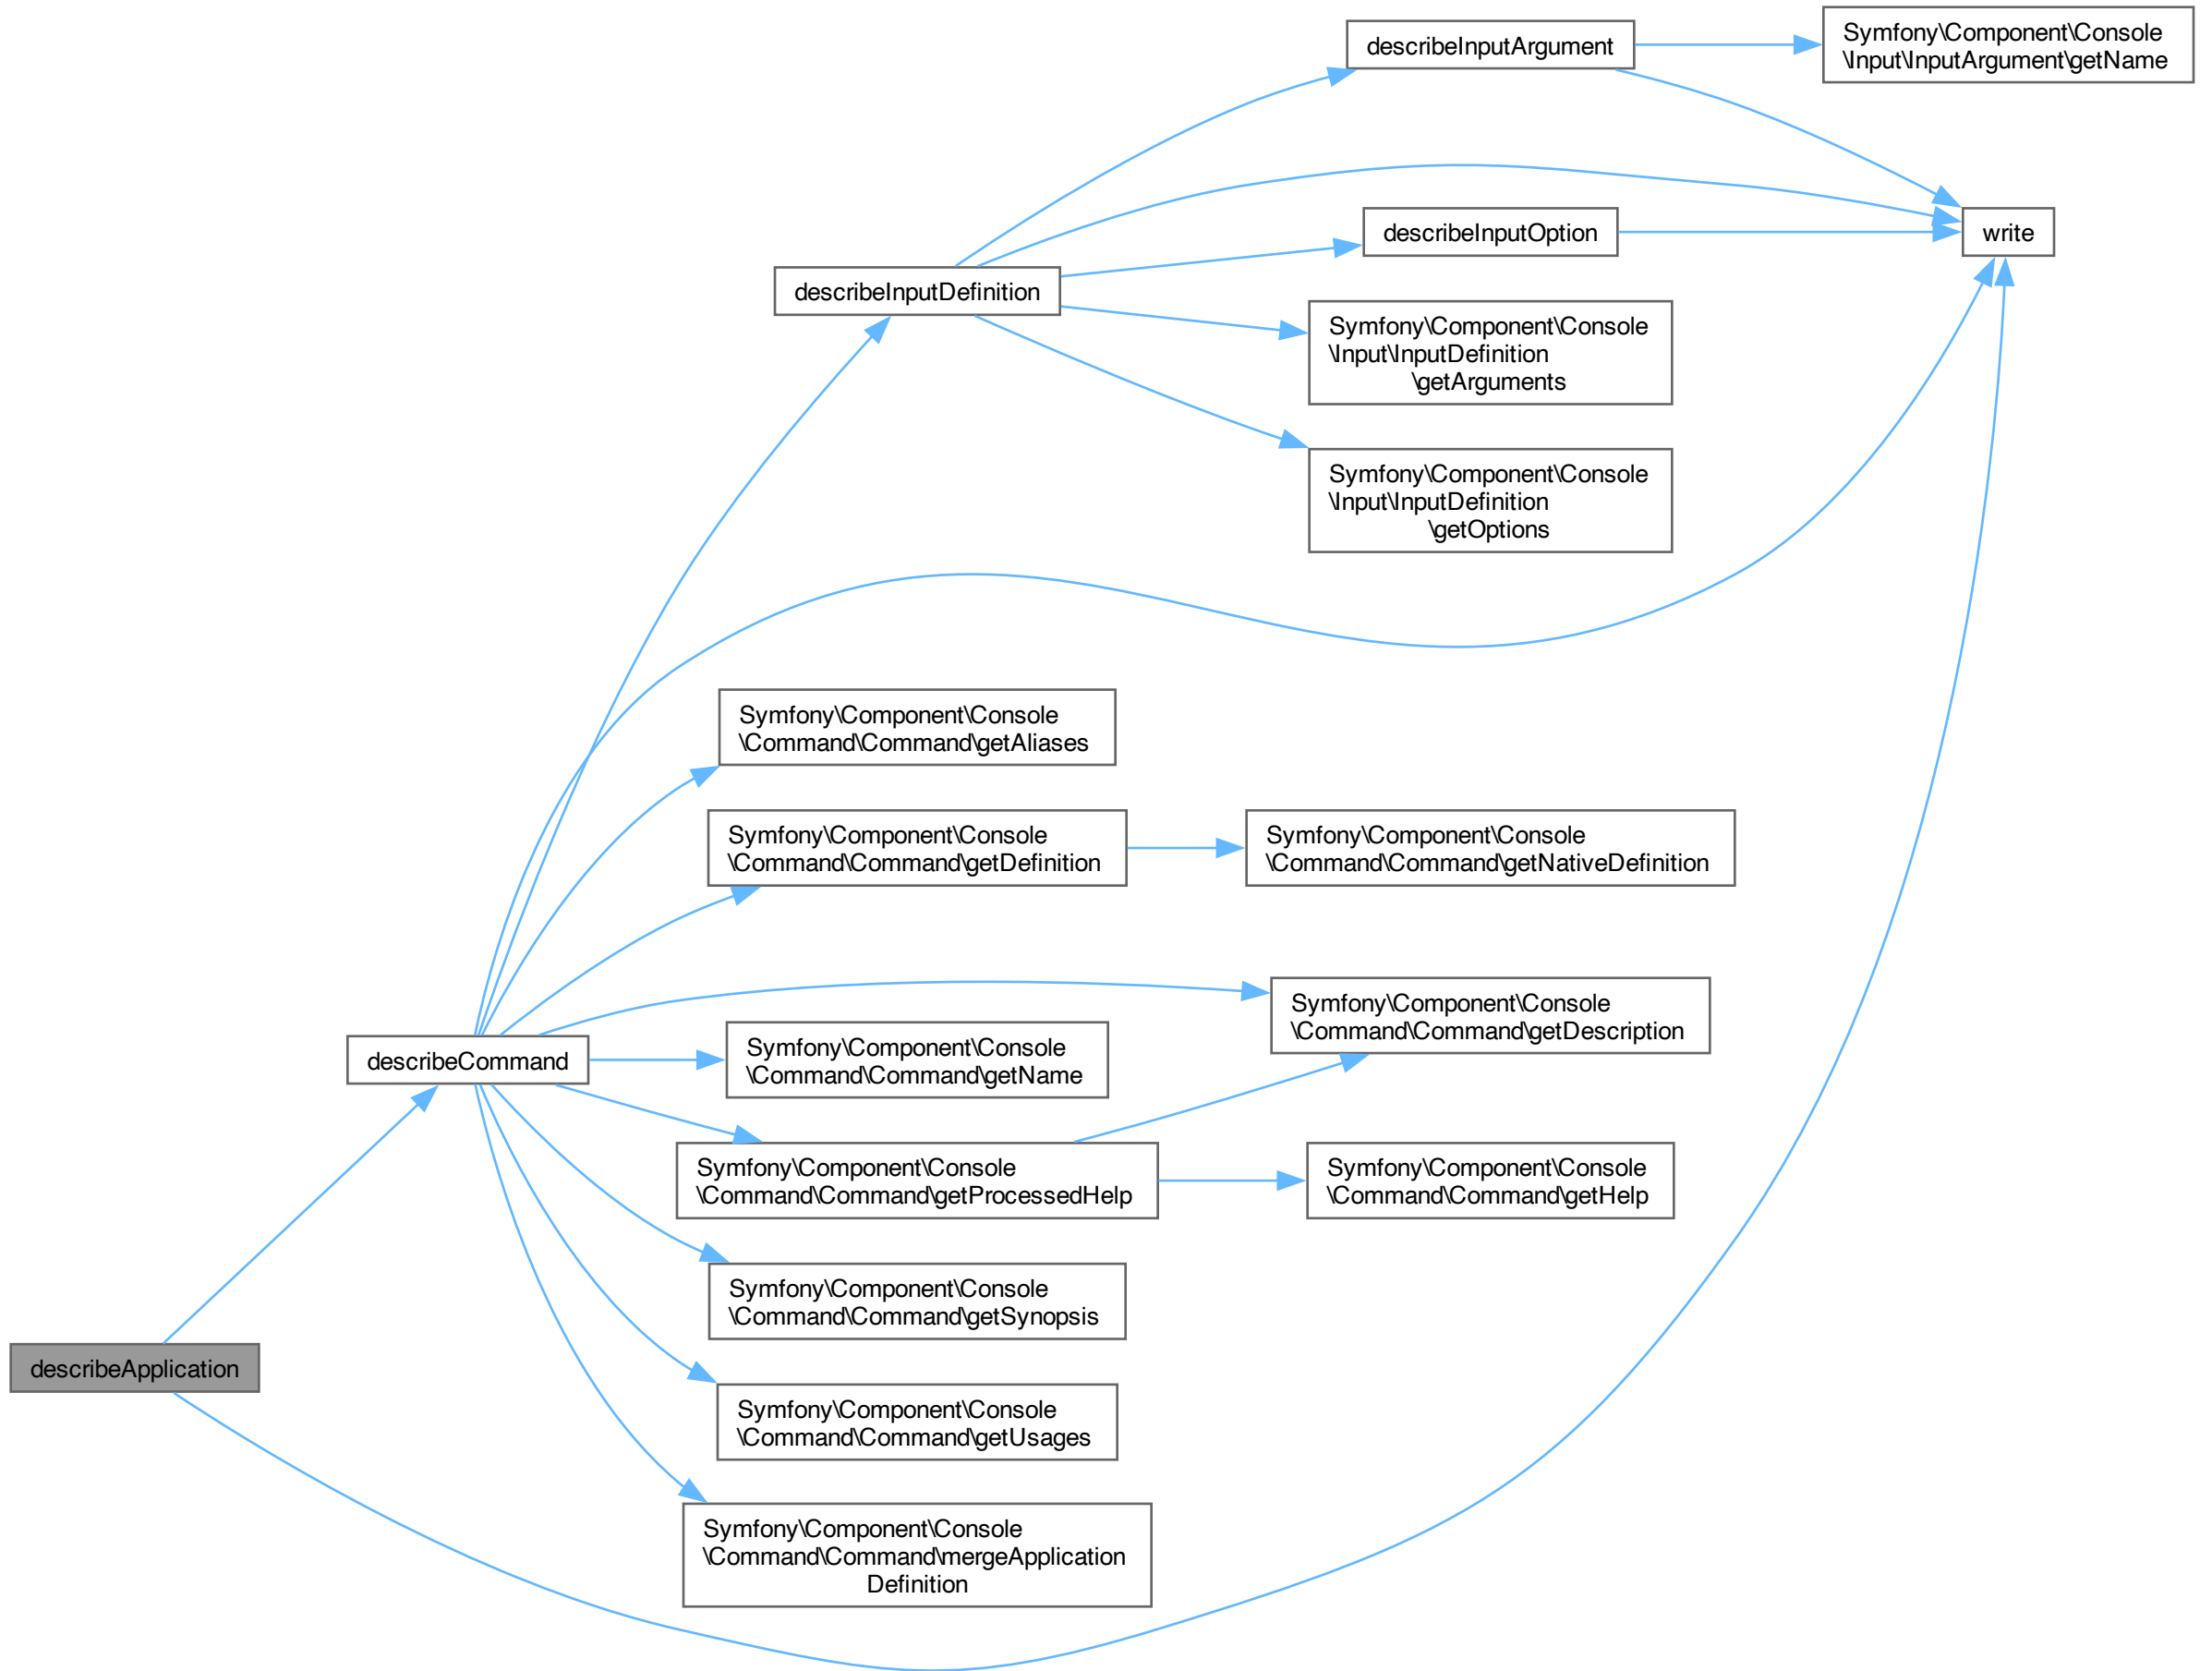 describeInputArgument
Symfony\Component\Console
\Input\InputArgument\getName
describeInputOption
write
describeInputDefinition
Symfony\Component\Console
\Input\InputDefinition
\getArguments
Symfony\Component\Console
\Input\InputDefinition
\getOptions
Symfony\Component\Console
\Command\Command\getAliases
Symfony\Component\Console
\Command\Command\getDefinition
Symfony\Component\Console
\Command\Command\getNativeDefinition
Symfony\Component\Console
\Command\Command\getDescription
describeCommand
Symfony\Component\Console
\Command\Command\getName
Symfony\Component\Console
\Command\Command\getProcessedHelp
Symfony\Component\Console
\Command\Command\getHelp
Symfony\Component\Console
\Command\Command\getSynopsis
describeApplication
Symfony\Component\Console
\Command\Command\getUsages
Symfony\Component\Console
\Command\Command\mergeApplication
Definition